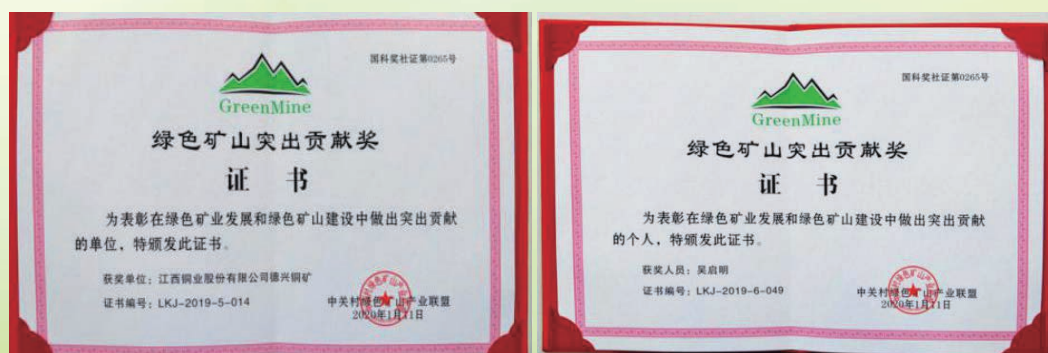 国科奖社证第0265号
GreenMine
绿色矿山突出贡献奖
证 书
为表彰在绿色矿业发展和绿色矿山建设中做出突出贡献
的单位，特颁发此证书。
获奖单位：江西铜业股份有限公司德兴铜矿
证书编号：LKJ-2019-5-014
中关村绿色矿山产业联盟
2020年1月11日
国科奖社证第0265号
GreenMine
绿色矿山突出贡献奖
证 书
为表彰在绿色矿业发展和绿色矿山建设中做出突出贡献
的个人，特颁发此证书。
获奖人员：吴启明
证书编号：LKJ-2019-6-049
中关村绿色矿山产业联盟
2020年1月11日